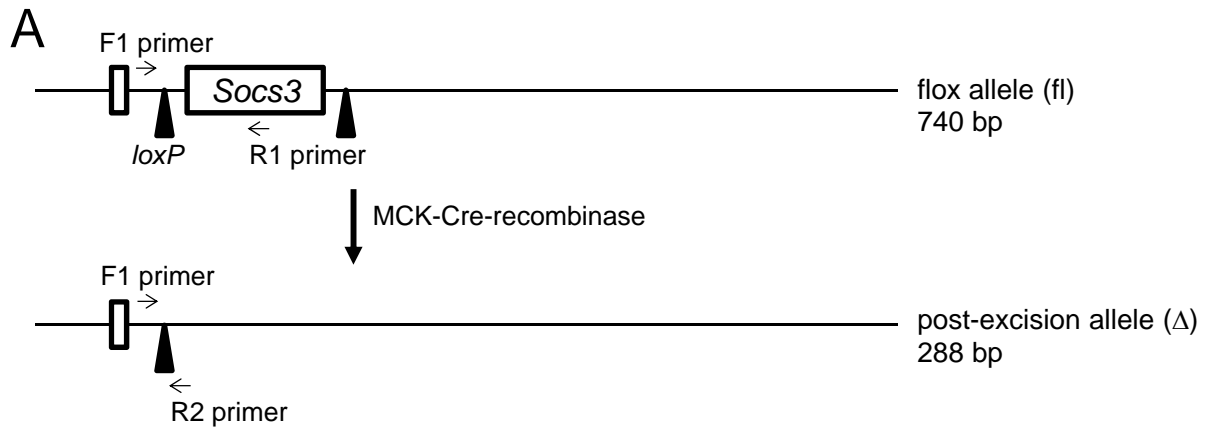 A
F1 primer
Socs3
flox allele (fl)
740 bp
loxP
R1 primer
MCK-Cre-recombinase
F1 primer
post-excision allele (Δ)
288 bp
R2 primer